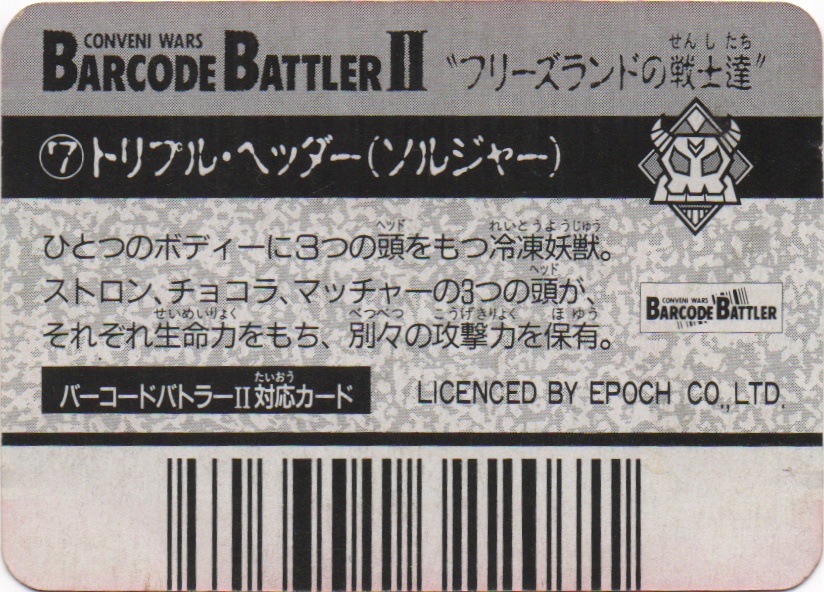 CONVENI WARS
BARCODE BATTLER II
“フリーズランドの戦士達”
せんしたち
⑦トリプル・ヘッダー(ソルジャー)
ヘッド れいとうようじゅう
ひとつのボディーに3つの頭をもつ冷凍妖獣。
ヘッド
ストロン、チョコラ、マッチャーの3つの頭が、
せいめいりょく べつべつ こうげきりょく ほゆう
それぞれ生命力をもち、別々の攻撃力を保有。
CONVENI WARS
BARCODE BATTLER
たいおう
バーコードバトラーII対応カード
LICENCED BY EPOCH CO.,LTD.